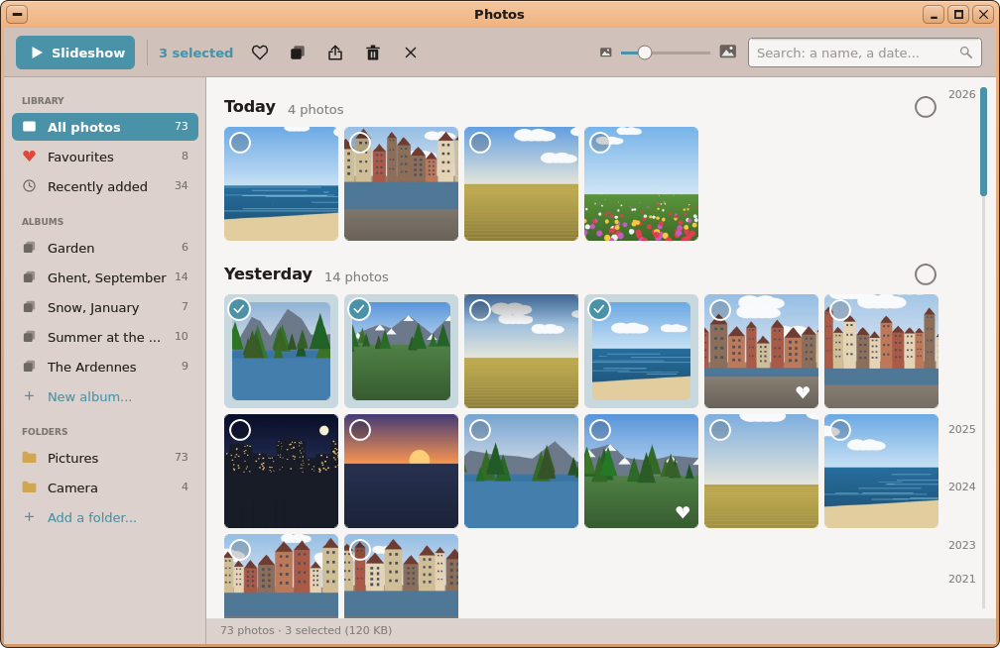 Photos
Slideshow
3 selected
Search: a name, a date...
LIBRARY
All photos 73
Favourites 8
Recently added 34
ALBUMS
Garden 6
Ghent, September 14
Snow, January 7
Summer at the ... 10
The Ardennes 9
New album...
FOLDERS
Pictures 73
Camera 4
Add a folder...
Today 4 photos
Yesterday 14 photos
2026
2025
2024
2023
2021
73 photos · 3 selected (120 KB)